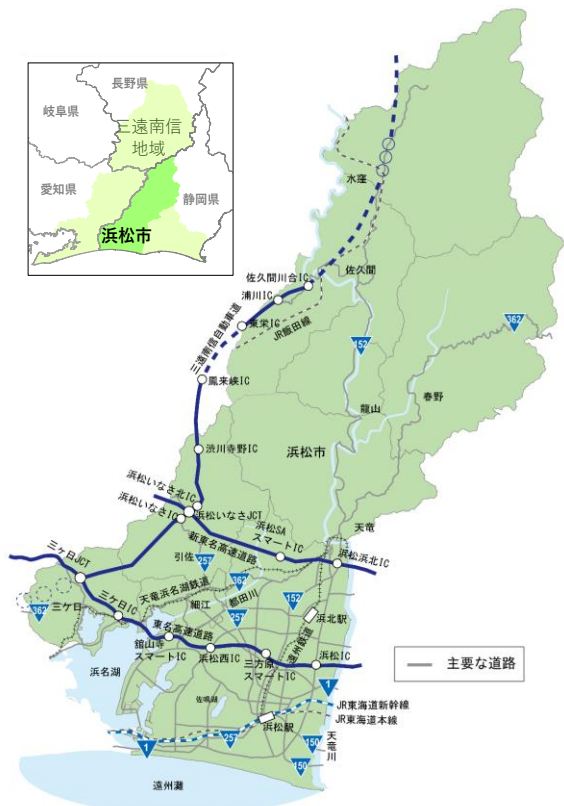 長野県
岐阜県
三遠南信
地域
愛知県
静岡県
浜松市
水窪
佐久間川合IC
佐久間
浦川IC
東栄IC
JR飯田線
三遠南信自動車道
362
152
鳳来峡IC
春野
龍山
渋川寺野IC
浜松市
浜松いなさ北IC
浜松いなさJCT
浜松いなさIC
天竜
浜松SA
スマートIC
新東名高速道路
浜松浜北IC
引佐
257
三ヶ日JCT
天竜浜名湖鉄道
362
細江
都田川
152
362
三ヶ日
三ヶ日IC
257
浜北駅
遠州鉄道
東名高速道路
舘山寺
スマートIC
浜松西IC
三方原
スマートIC
浜松IC
主要な道路
浜名湖
佐鳴湖
1
JR東海道新幹線
JR東海道本線
浜松駅
1
257
150
天竜川
150
遠州灘